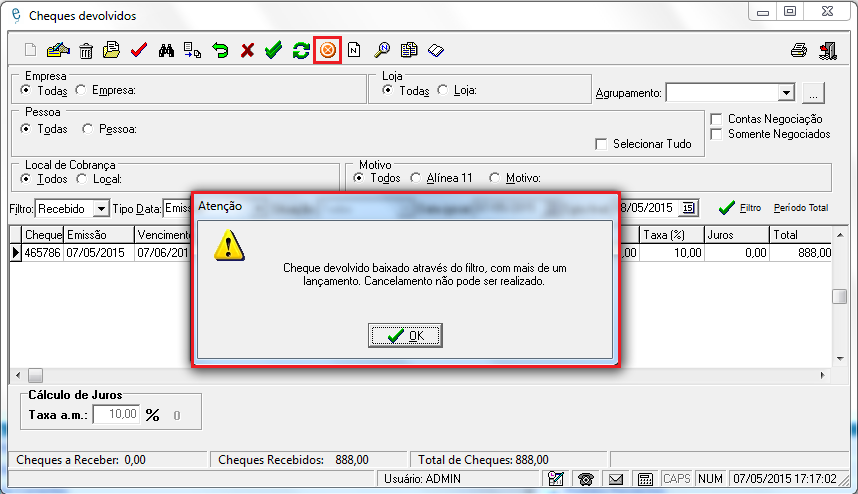 Cheques devolvidos
N
Empresa
Todas Empresa:
Loja
Todas Loja:
Agrupamento:
...
Pessoa
Todas Pessoa:
Selecionar Tudo
Contas Negociação
Somente Negociados
Local de Cobrança
Todos Local:
Motivo
Todos Alínea 11 Motivo:
Filtro: Recebido Tipo Data:
8/05/2015 15 Filtro Período Total
Atenção
Cheque devolvido baixado através do filtro, com mais de um
lançamento. Cancelamento não pode ser realizado.
OK
Cheque Emissão Vencimento Taxa (%) Juros Total
465786 07/05/2015 07/06/201 ,00 10,00 0,00 888,00
Cálculo de Juros
Taxa a.m.: 10,00 % 0
Cheques a Receber: 0,00 Cheques Recebidos: 888,00 Total de Cheques: 888,00
Usuário: ADMIN CAPS NUM 07/05/2015 17:17:02